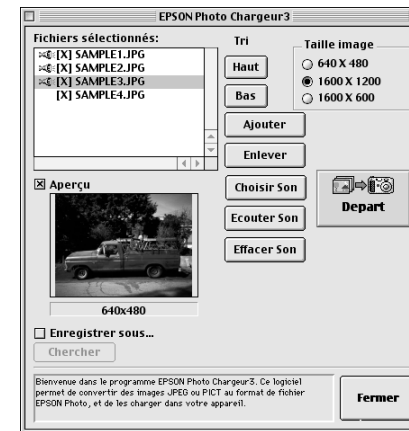 EPSON Photo Chargeur3
Fichiers sélectionnés:
[X] SAMPLE1.JPG
[X] SAMPLE2.JPG
[X] SAMPLE3.JPG
[X] SAMPLE4.JPG
Tri
Haut
Bas
Taille image
640 X 480
1600 X 1200
1600 X 600
Ajouter
Enlever
Choisir Son
Ecouter Son
Effacer Son
Depart
Aperçu
640x480
Enregistrer sous...
Chercher
Bienvenue dans le programme EPSON Photo Chargeur3. Ce logiciel
permet de convertir des images JPEG ou PICT au format de fichier
EPSON Photo, et de les charger dans votre appareil.
Fermer